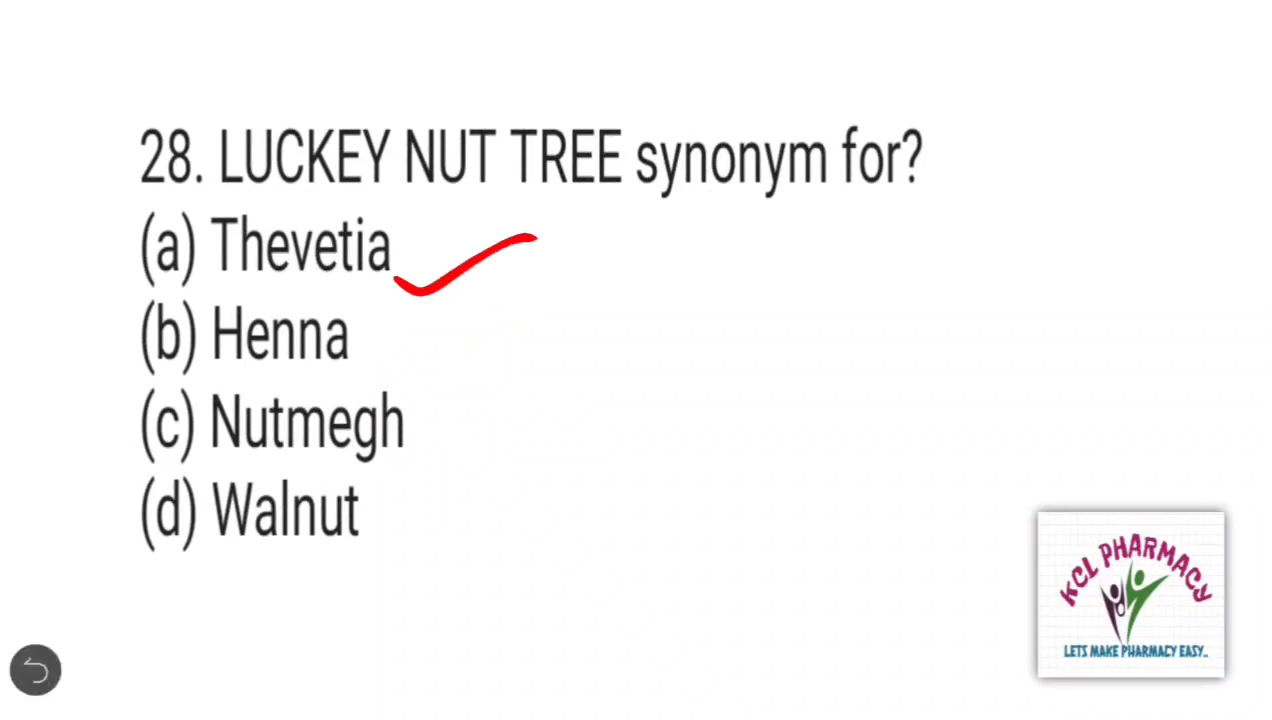 28. LUCKEY NUT TREE synonym for?
(a) Thevetia
(b) Henna
(c) Nutmegh
(d) Walnut
KCL PHARMACY
LETS MAKE PHARMACY EASY..